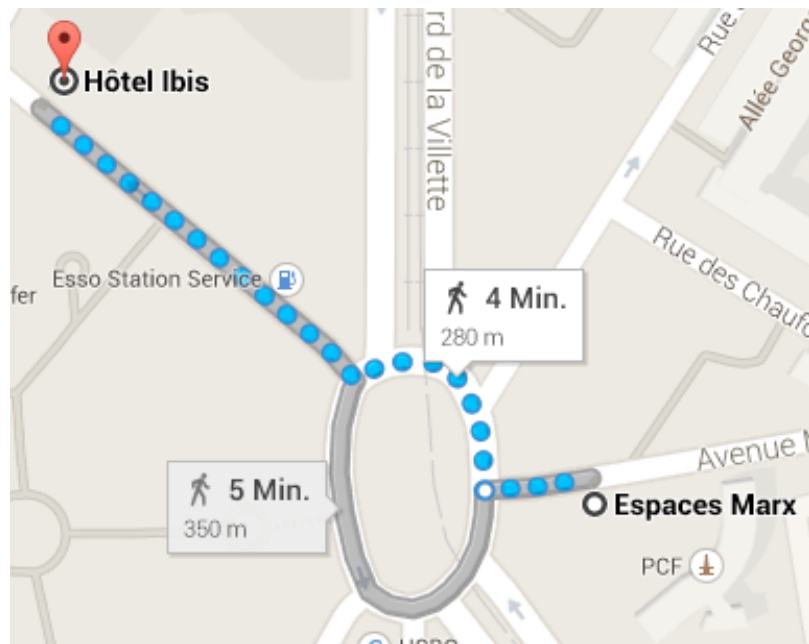 Hôtel Ibis
rd de la Villette
Rue
Allée Georg
Esso Station Service
fer
Rue des Chaufo
4 Min.
280 m
5 Min.
350 m
Avenue
Espaces Marx
PCF